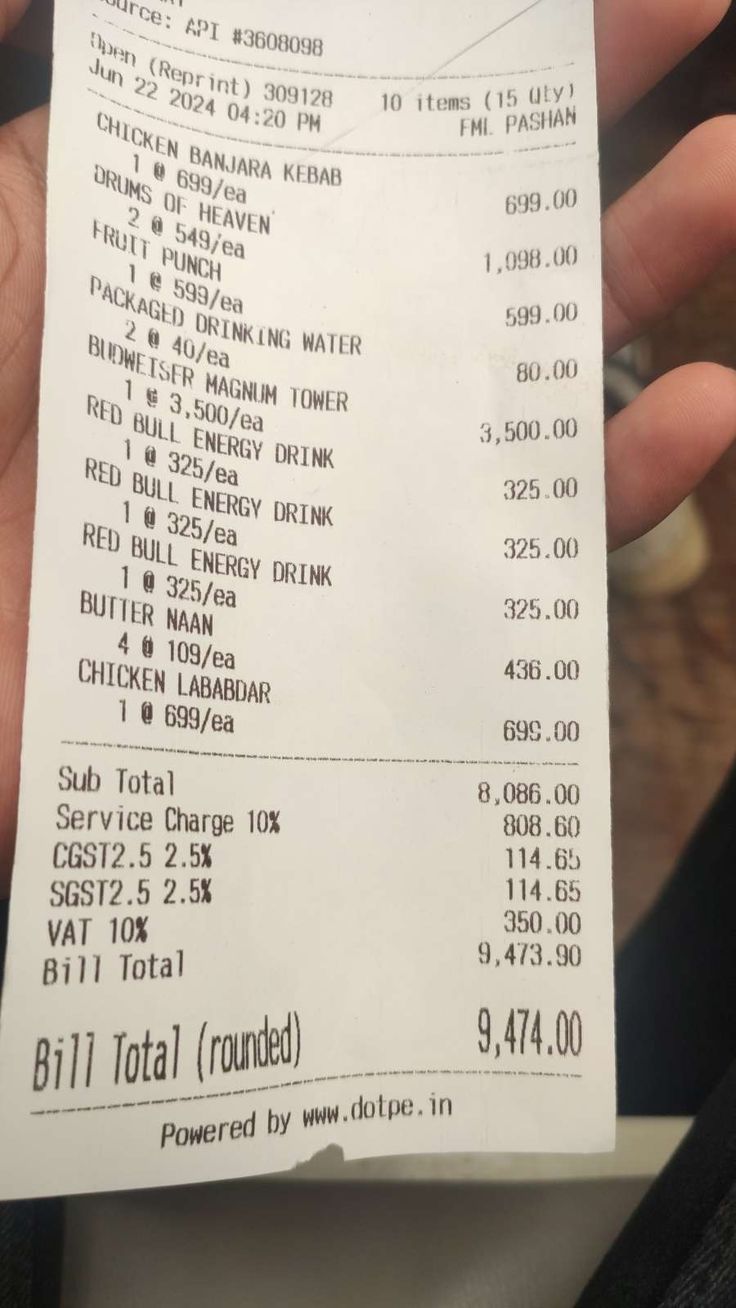 Source: API #3608098
Open (Reprint) 309128 10 items (15 Qty)
Jun 22 2024 04:20 PM FML PASHAN
CHICKEN BANJARA KEBAB
1 @ 699/ea 699.00
DRUMS OF HEAVEN
2 @ 549/ea 1,098.00
FRUIT PUNCH
1 @ 599/ea 599.00
PACKAGED DRINKING WATER
2 @ 40/ea 80.00
BUDWEISER MAGNUM TOWER
1 @ 3,500/ea 3,500.00
RED BULL ENERGY DRINK
1 @ 325/ea 325.00
RED BULL ENERGY DRINK
1 @ 325/ea 325.00
RED BULL ENERGY DRINK
1 @ 325/ea 325.00
BUTTER NAAN
4 @ 109/ea 436.00
CHICKEN LABABDAR
1 @ 699/ea 699.00
Sub Total 8,086.00
Service Charge 10% 808.60
CGST2.5 2.5% 114.65
SGST2.5 2.5% 114.65
VAT 10% 350.00
Bill Total 9,473.90
Bill Total (rounded) 9,474.00
Powered by www.dotpe.in